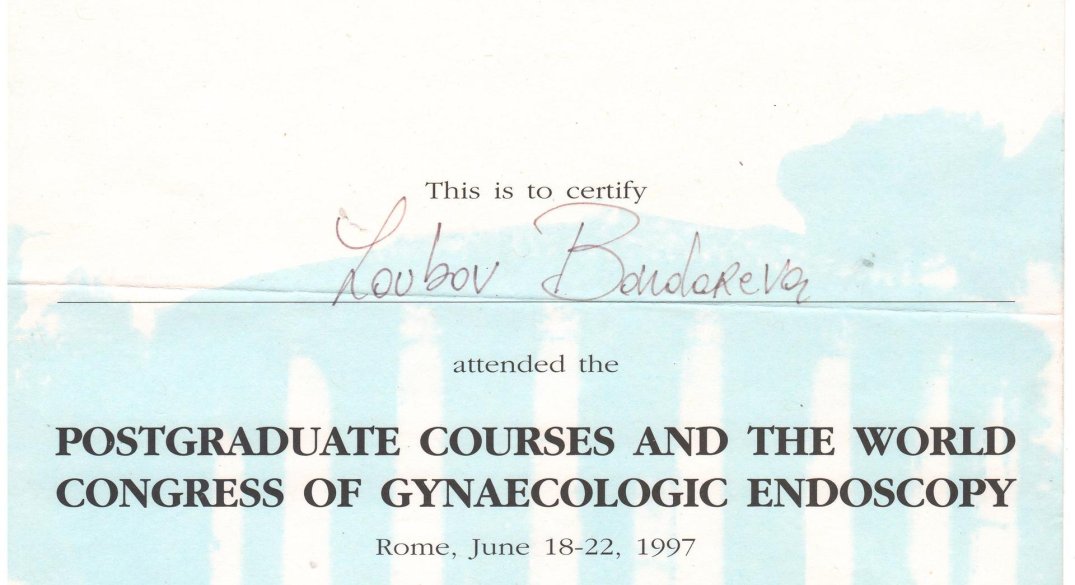 This is to certify
Loubov Bondareva
attended the
POSTGRADUATE COURSES AND THE WORLD
CONGRESS OF GYNAECOLOGIC ENDOSCOPY
Rome, June 18-22, 1997